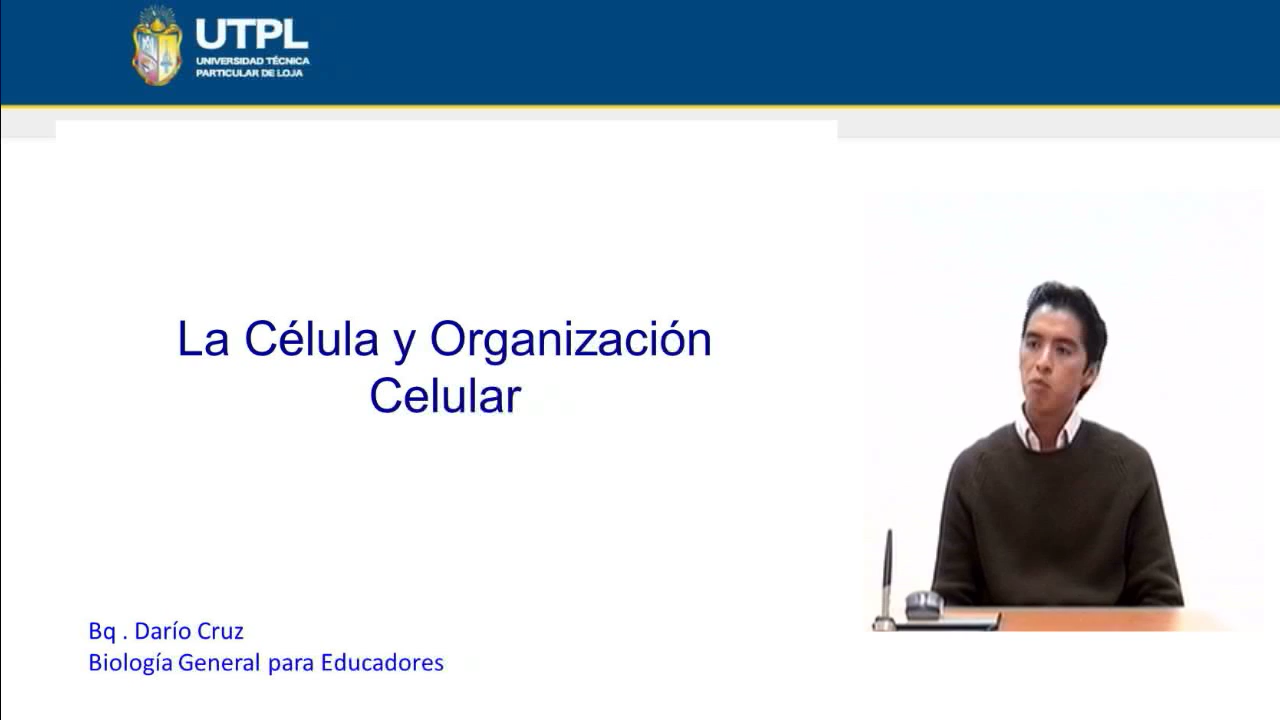 UTPL
UNIVERSIDAD TÉCNICA
PARTICULAR DE LOJA
La Célula y Organización
Celular
Bq . Darío Cruz
Biología General para Educadores